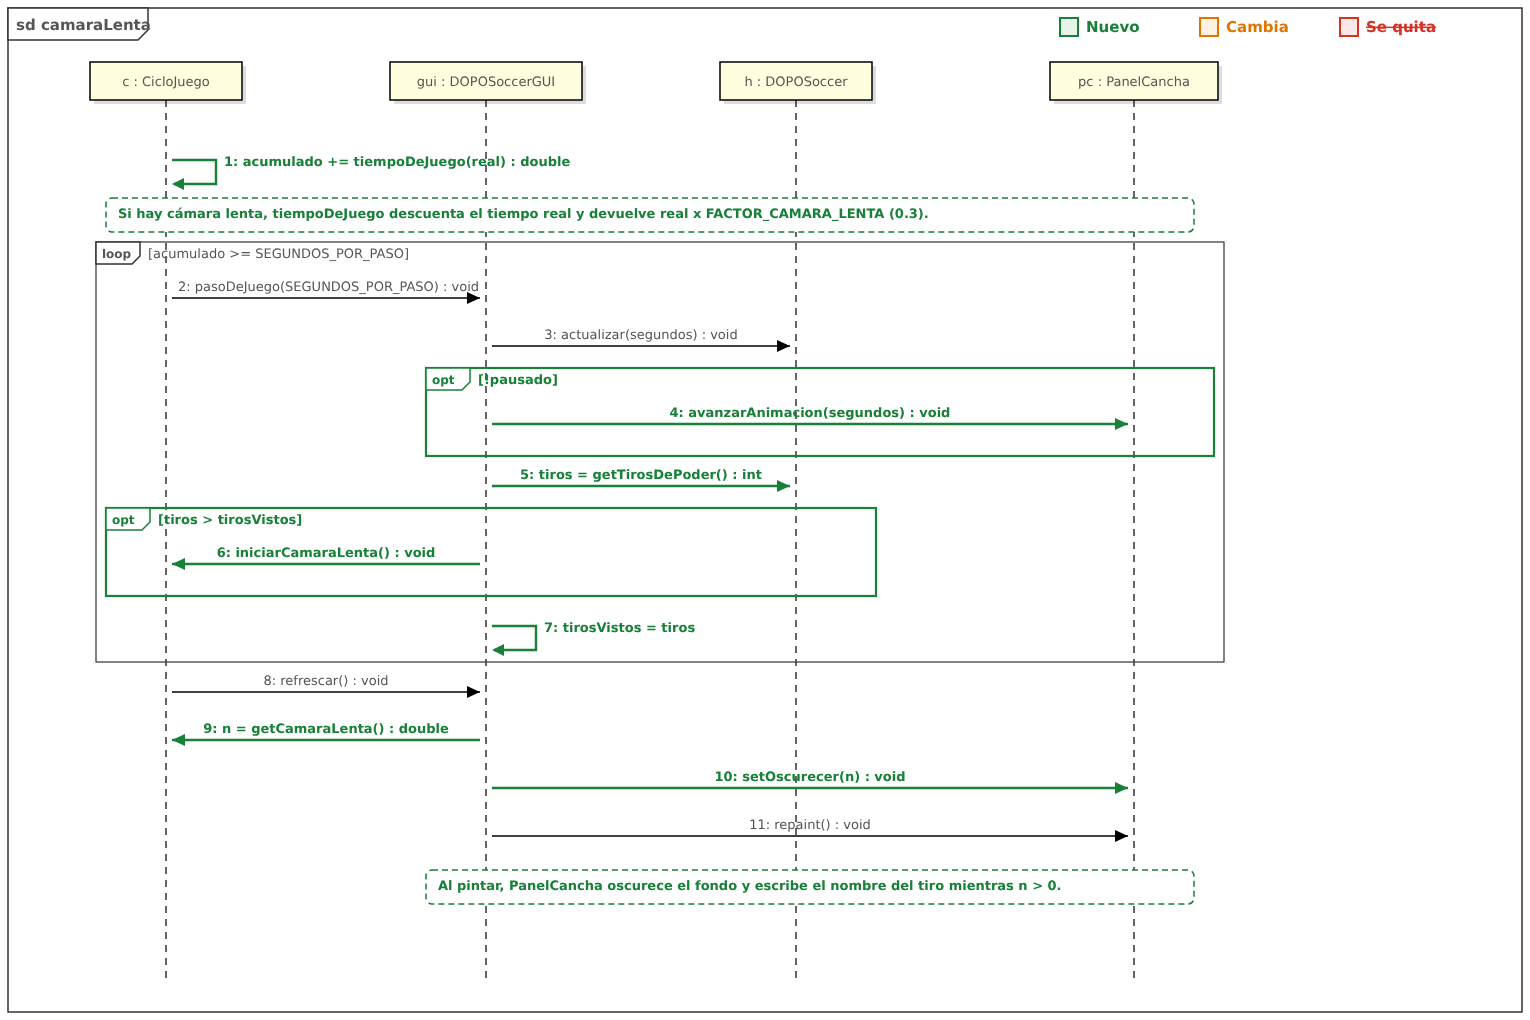 sd camaraLenta
Nuevo
Cambia
Se quita
c : CicloJuego
gui : DOPOSoccerGUI
h : DOPOSoccer
pc : PanelCancha
1: acumulado += tiempoDeJuego(real) : double
Si hay cámara lenta, tiempoDeJuego descuenta el tiempo real y devuelve real x FACTOR_CAMARA_LENTA (0.3).
loop [acumulado >= SEGUNDOS_POR_PASO]
2: pasoDeJuego(SEGUNDOS_POR_PASO) : void
3: actualizar(segundos) : void
opt [!pausado]
4: avanzarAnimacion(segundos) : void
5: tiros = getTirosDePoder() : int
opt [tiros > tirosVistos]
6: iniciarCamaraLenta() : void
7: tirosVistos = tiros
8: refrescar() : void
9: n = getCamaraLenta() : double
10: setOscurecer(n) : void
11: repaint() : void
Al pintar, PanelCancha oscurece el fondo y escribe el nombre del tiro mientras n > 0.